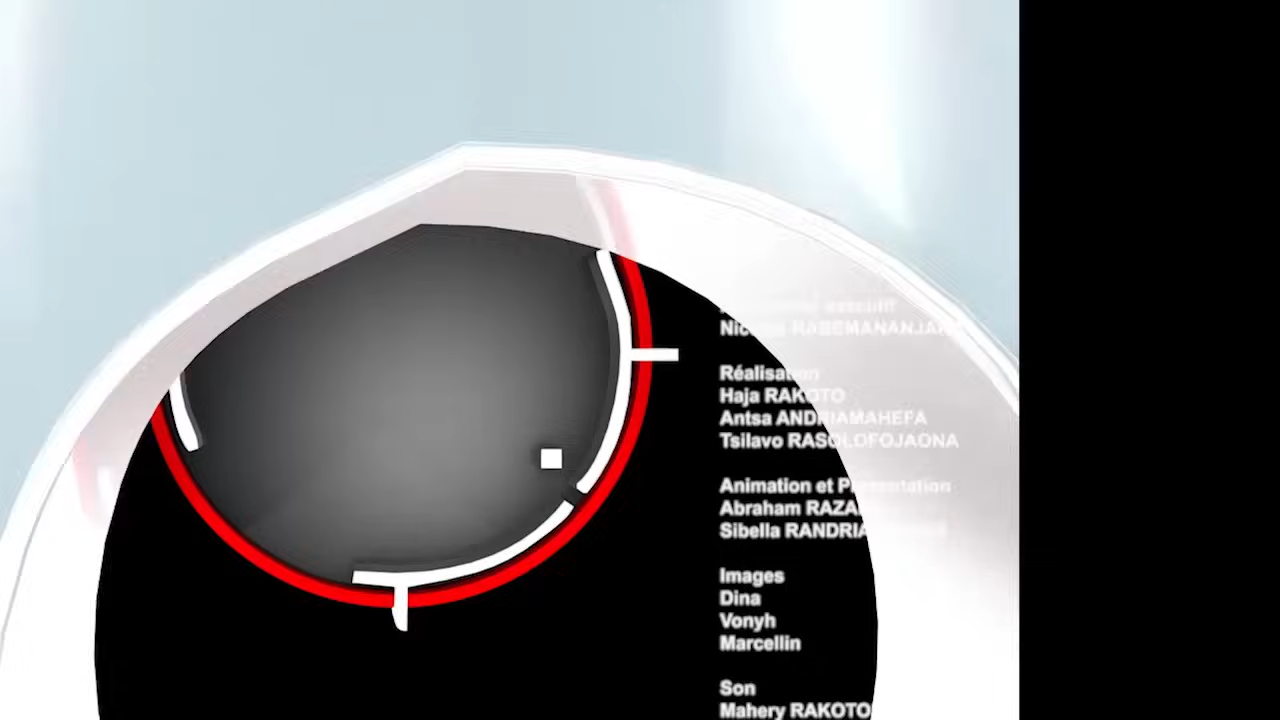 RABEMANANJARA
Réalisation
Haja RAKOTO
Antsa ANDRIAMAHEFA
Tsilavo RASOLOFOJAONA
Animation et Présentation
Abraham
Sibella
Images
Dina
Vonyh
Marcellin
Son
Mahery RAKOTO